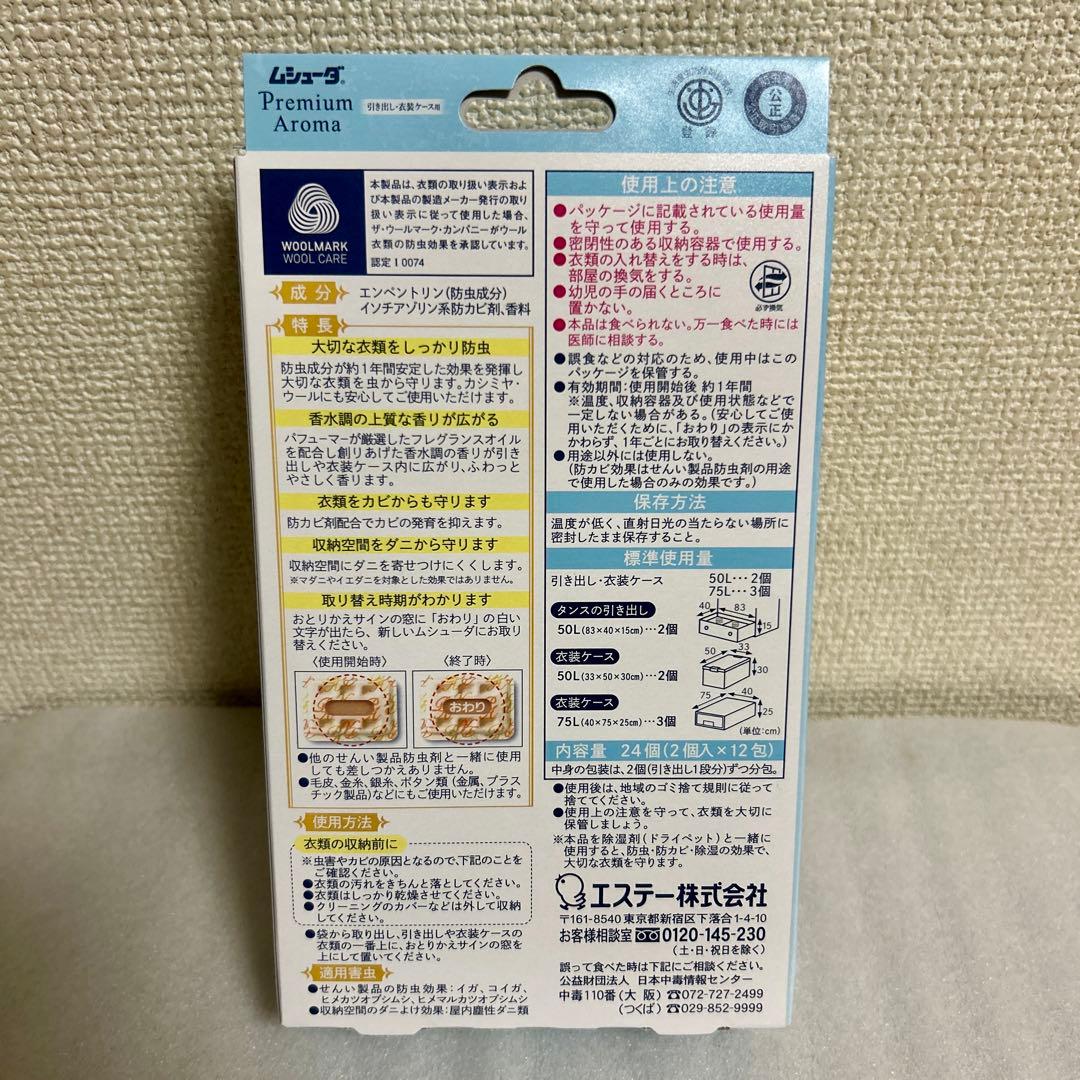 ムシューダ®
Premium
Aroma
引き出し・衣装ケース用
登録
公正
WOOLMARK
WOOL CARE
本製品は、衣類の取り扱い表示およ
び本製品の製造メーカー発行の取り
扱い表示に従って使用した場合、
ザ・ウールマーク・カンパニーがウール
衣類の防虫効果を承認しています。
認定 I 0074
成分
エンペントリン(防虫成分)
イソチアゾリン系防カビ剤、香料
特長
大切な衣類をしっかり防虫
防虫成分が約1年間安定した効果を発揮し
大切な衣類を虫から守ります。カシミヤ・
ウールにも安心してご使用いただけます。
香水調の上質な香りが広がる
パフューマーが厳選したフレグランスオイル
を配合し創りあげた香水調の香りが引き
出しや衣装ケース内に広がり、ふわっと
やさしく香ります。
衣類をカビからも守ります
防カビ剤配合でカビの発育を抑えます。
収納空間をダニから守ります
収納空間にダニを寄せつけにくくします。
※マダニやイエダニを対象とした効果ではありません。
取り替え時期がわかります
おとりかえサインの窓に「おわり」の白い
文字が出たら、新しいムシューダにお取り
替えください。
〈使用開始時〉
〈終了時〉
おわり
●他のせんい製品防虫剤と一緒に使用
しても差しつかえありません。
●毛皮、金糸、銀糸、ボタン類(金属、プラス
チック製品)などにもご使用いただけます。
使用方法
衣類の収納前に
※虫害やカビの原因となるので、下記のことを
ご確認ください。
●衣類の汚れをきちんと落としてください。
●衣類はしっかり乾燥させてください。
●クリーニングのカバーなどは外して収納
してください。
●袋から取り出し、引き出しや衣装ケースの
衣類の一番上に、おとりかえサインの窓を
上にして置いてください。
適用害虫
●せんい製品の防虫効果:イガ、コイガ、
ヒメカツオブシムシ、ヒメマルカツオブシムシ
●収納空間のダニよけ効果:屋内塵性ダニ類
使用上の注意
●パッケージに記載されている使用量
を守って使用する。
●密閉性のある収納容器で使用する。
●衣類の入れ替えをする時は、
部屋の換気をする。
●幼児の手の届くところに
置かない。
必ず換気
●本品は食べられない。万一食べた時には
医師に相談する。
●誤食などの対応のため、使用中はこの
パッケージを保管する。
●有効期間:使用開始後 約1年間
※温度、収納容器及び使用状態などで
一定しない場合がある。(安心してご使
用いただくために、「おわり」の表示にか
かわらず、1年ごとにお取替えください。)
●用途以外には使用しない。
(防カビ効果はせんい製品防虫剤の用途
で使用した場合のみの効果です。)
保存方法
温度が低く、直射日光の当たらない場所に
密封したまま保存すること。
標準使用量
引き出し・衣装ケース 50L…2個
75L…3個
タンスの引き出し
50L(83×40×15cm)…2個
40 83 15
衣装ケース
50L(33×50×30cm)…2個
50 33 30
衣装ケース
75L(40×75×25cm)…3個
75 40 25
(単位:cm)
内容量 24個(2個入×12包)
中身の包装は、2個(引き出し1段分)ずつ分包。
●使用後は、地域のゴミ捨て規則に従って
捨ててください。
●使用上の注意を守って、衣類を大切に
保管しましょう。
※本品を除湿剤(ドライペット)と一緒に
使用すると、防虫・防カビ・除湿の効果で、
大切な衣類を守ります。
エステー株式会社
〒161-8540 東京都新宿区下落合1-4-10
お客様相談室 0120-145-230
(土・日・祝日を除く)
誤って食べた時は下記にご相談ください。
公益財団法人 日本中毒情報センター
中毒110番(大 阪)☎072-727-2499
(つくば)☎029-852-9999